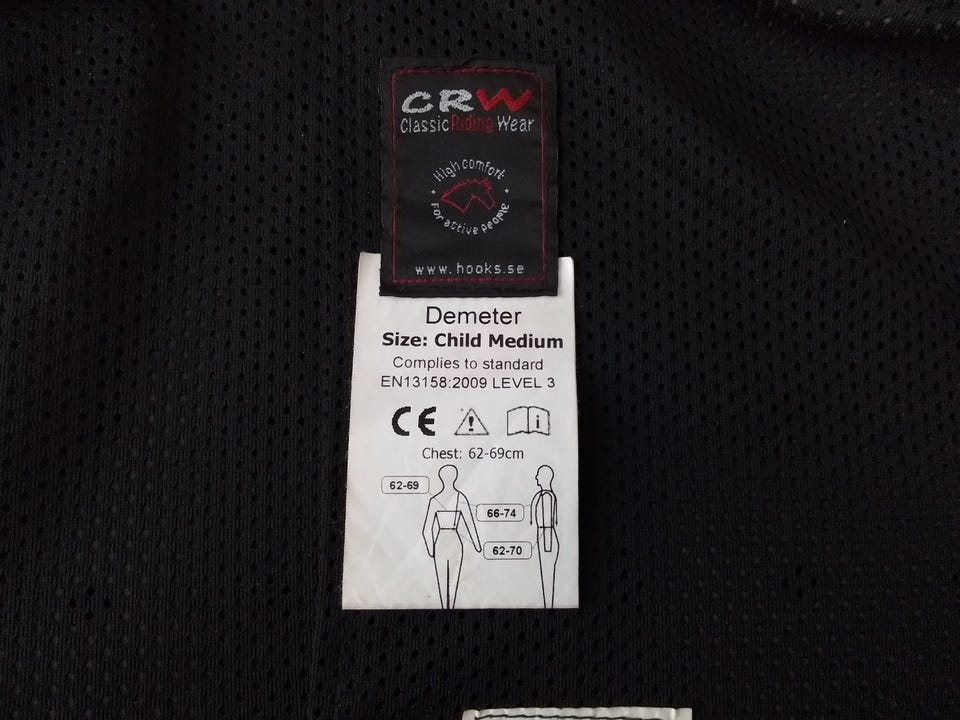 CRW
Classic Riding Wear
High comfort
For active people
www.hooks.se
Demeter
Size: Child Medium
Complies to standard
EN13158:2009 LEVEL 3
CE
i
Chest: 62-69cm
62-69
66-74
62-70